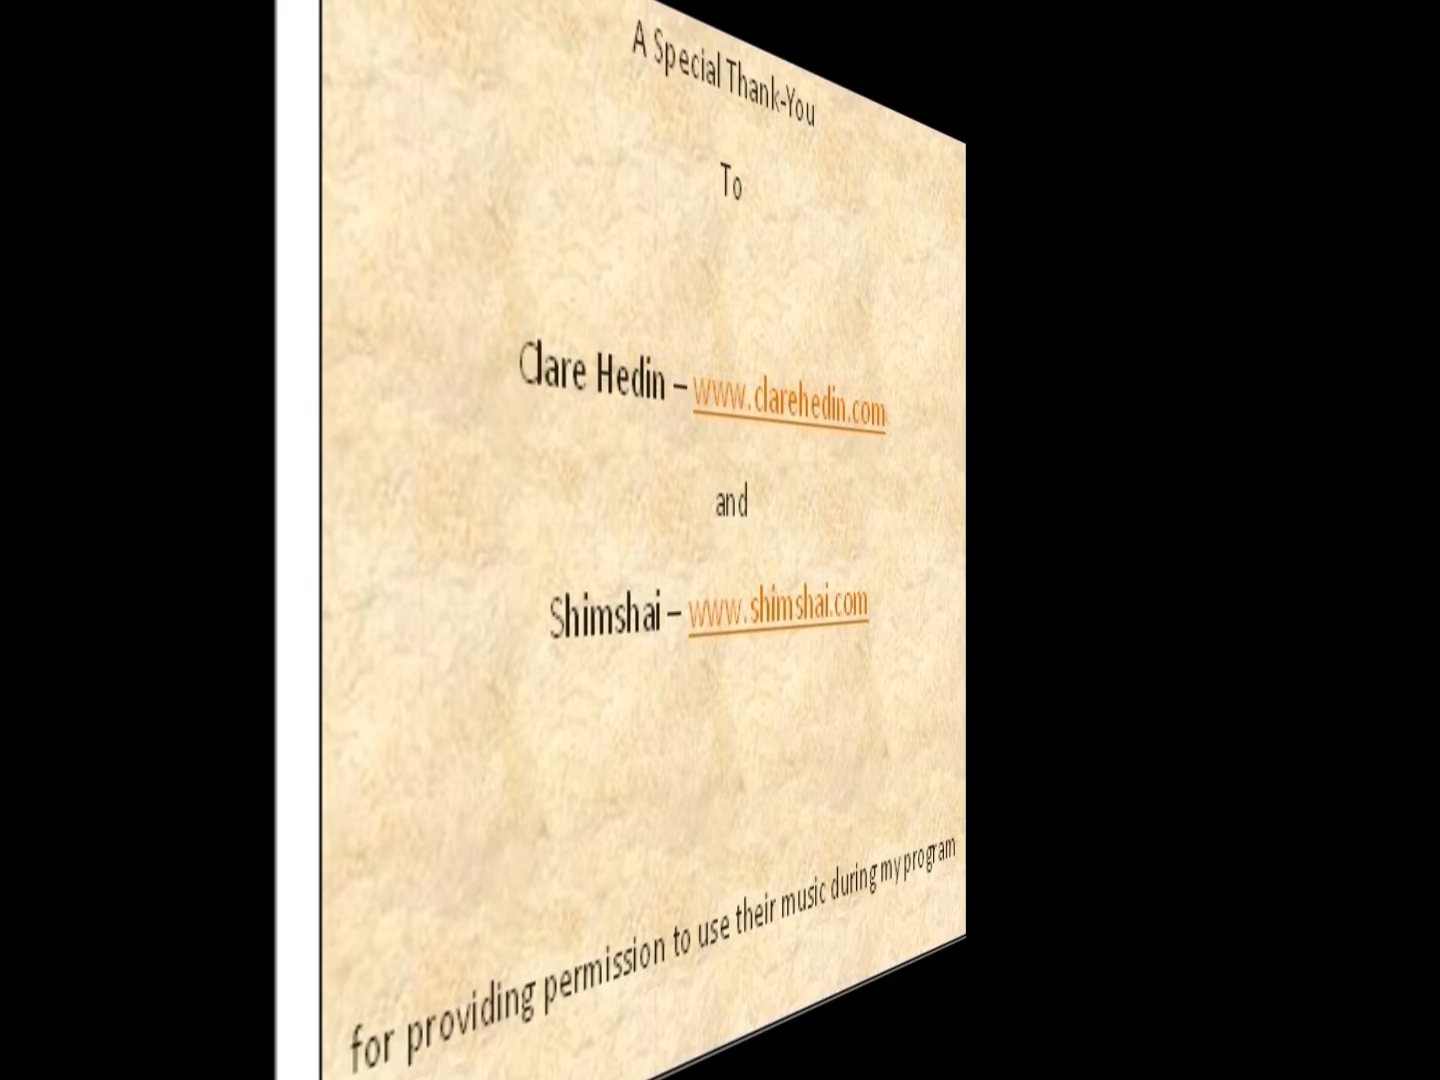 A Special Thank-You
To
Clare Hedin – www.clarehedin.com
and
Shimshai – www.shimshai.com
for providing permission to use their music during my program